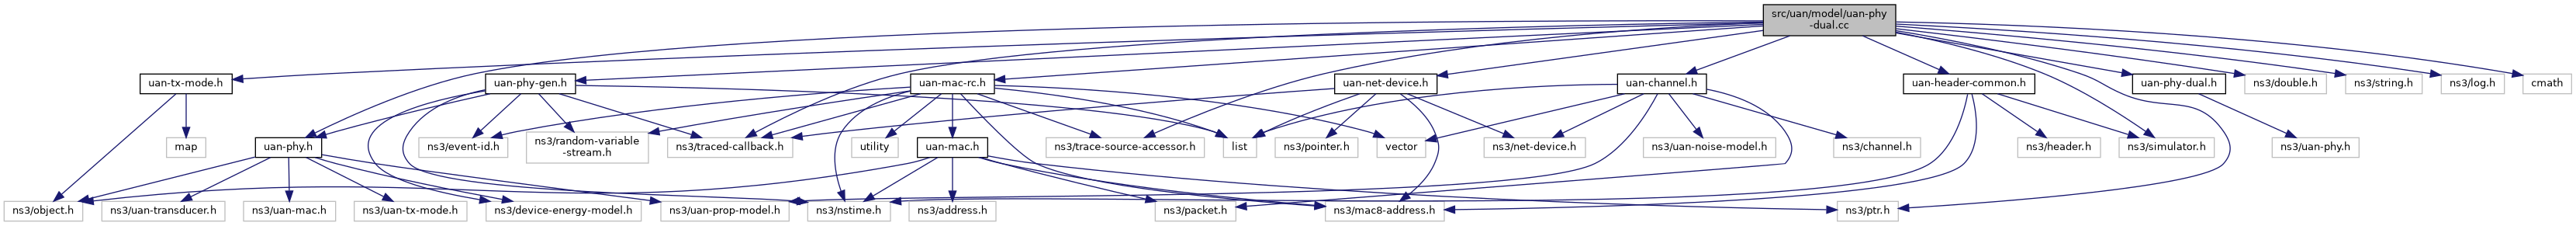 src/uan/model/uan-phy
-dual.cc
uan-tx-mode.h
uan-phy-gen.h
uan-mac-rc.h
uan-net-device.h
uan-channel.h
uan-header-common.h
uan-phy-dual.h
ns3/double.h
ns3/string.h
ns3/log.h
cmath
map
uan-phy.h
ns3/event-id.h
ns3/random-variable
-stream.h
ns3/traced-callback.h
utility
uan-mac.h
ns3/trace-source-accessor.h
list
ns3/pointer.h
vector
ns3/net-device.h
ns3/uan-noise-model.h
ns3/channel.h
ns3/header.h
ns3/simulator.h
ns3/uan-phy.h
ns3/object.h
ns3/uan-transducer.h
ns3/uan-mac.h
ns3/uan-tx-mode.h
ns3/device-energy-model.h
ns3/uan-prop-model.h
ns3/nstime.h
ns3/address.h
ns3/packet.h
ns3/mac8-address.h
ns3/ptr.h